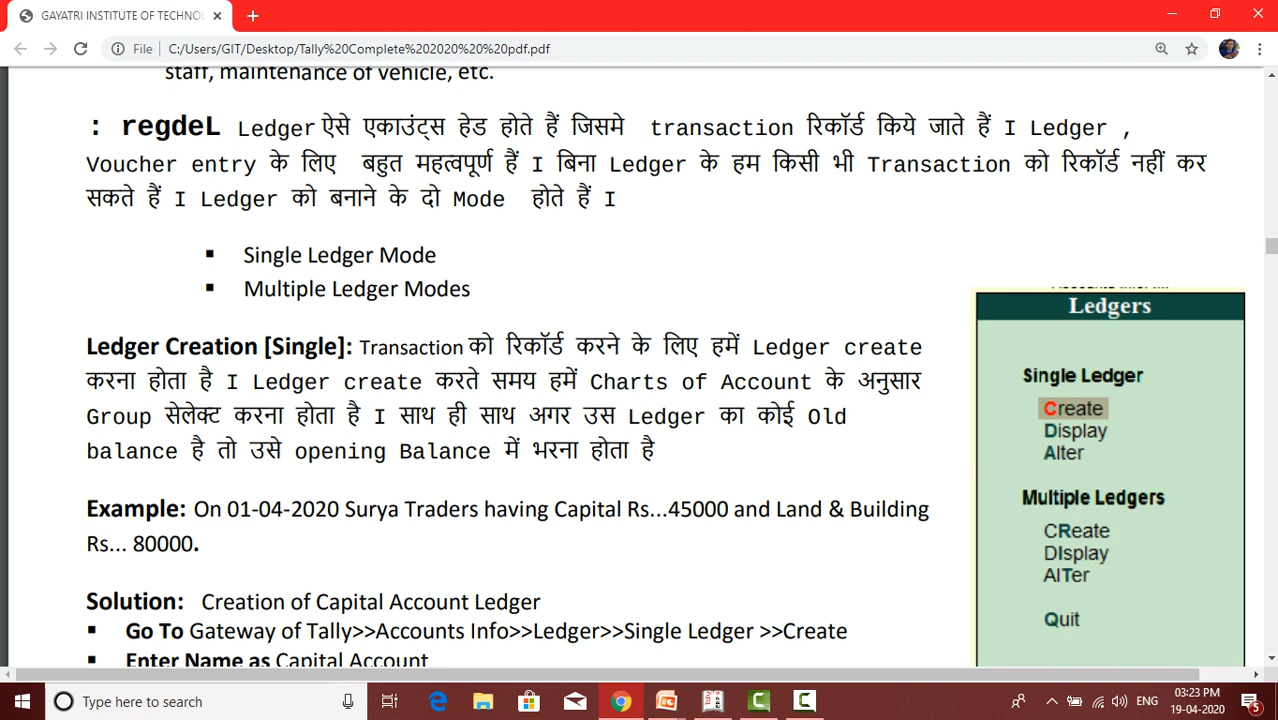 GAYATRI INSTITUTE OF TECHNO
File C:/Users/GIT/Desktop/Tally%20Complete%202020%20%20pdf.pdf
staff, maintenance of vehicle, etc.
: regdeL Ledger ऐसे एकाउंट्स हेड होते हैं जिसमे transaction रिकॉर्ड किये जाते हैं I Ledger ,
Voucher entry के लिए बहुत महत्वपूर्ण हैं I बिना Ledger के हम किसी भी Transaction को रिकॉर्ड नहीं कर
सकते हैं I Ledger को बनाने के दो Mode होते हैं I
▪ Single Ledger Mode
▪ Multiple Ledger Modes
Ledger Creation [Single]: Transaction को रिकॉर्ड करने के लिए हमें Ledger create
करना होता है I Ledger create करते समय हमें Charts of Account के अनुसार
Group सेलेक्ट करना होता है I साथ ही साथ अगर उस Ledger का कोई Old
balance है तो उसे opening Balance में भरना होता है
Example: On 01-04-2020 Surya Traders having Capital Rs...45000 and Land & Building
Rs... 80000.
Solution: Creation of Capital Account Ledger
▪ Go To Gateway of Tally>>Accounts Info>>Ledger>>Single Ledger >>Create
▪ Enter Name as Capital Account
Ledgers
Single Ledger
Create
Display
Alter
Multiple Ledgers
CReate
DIsplay
AlTer
Quit
Type here to search
ENG
03:23 PM
19-04-2020
5